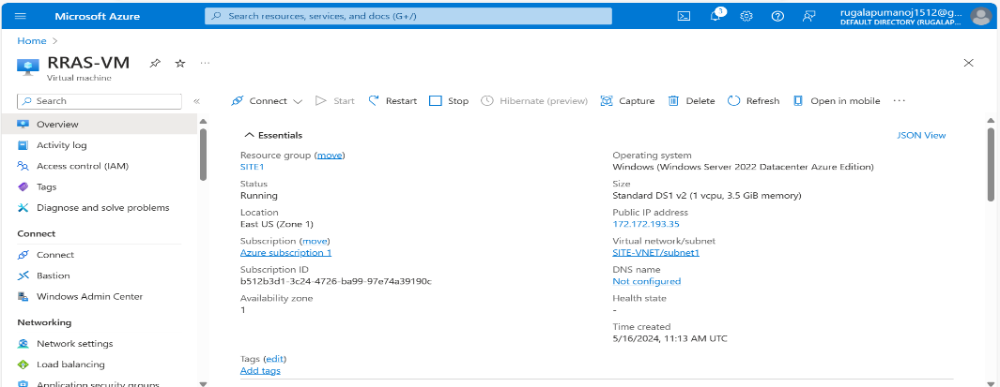 Microsoft Azure
Search resources, services, and docs (G+/)
3
rugalapumanoj1512@g...
DEFAULT DIRECTORY (RUGALAP...
Home >
RRAS-VM
Virtual machine
Search
Overview
Activity log
Access control (IAM)
Tags
Diagnose and solve problems
Connect
Connect
Bastion
Windows Admin Center
Networking
Network settings
Load balancing
Application security groups
Connect
Start
Restart
Stop
Hibernate (preview)
Capture
Delete
Refresh
Open in mobile
Essentials
JSON View
Resource group (move)
SITE1
Status
Running
Location
East US (Zone 1)
Subscription (move)
Azure subscription 1
Subscription ID
b512b3d1-3c24-4726-ba99-97e74a39190c
Availability zone
1
Operating system
Windows (Windows Server 2022 Datacenter Azure Edition)
Size
Standard DS1 v2 (1 vcpu, 3.5 GiB memory)
Public IP address
172.172.193.35
Virtual network/subnet
SITE-VNET/subnet1
DNS name
Not configured
Health state
-
Time created
5/16/2024, 11:13 AM UTC
Tags (edit)
Add tags